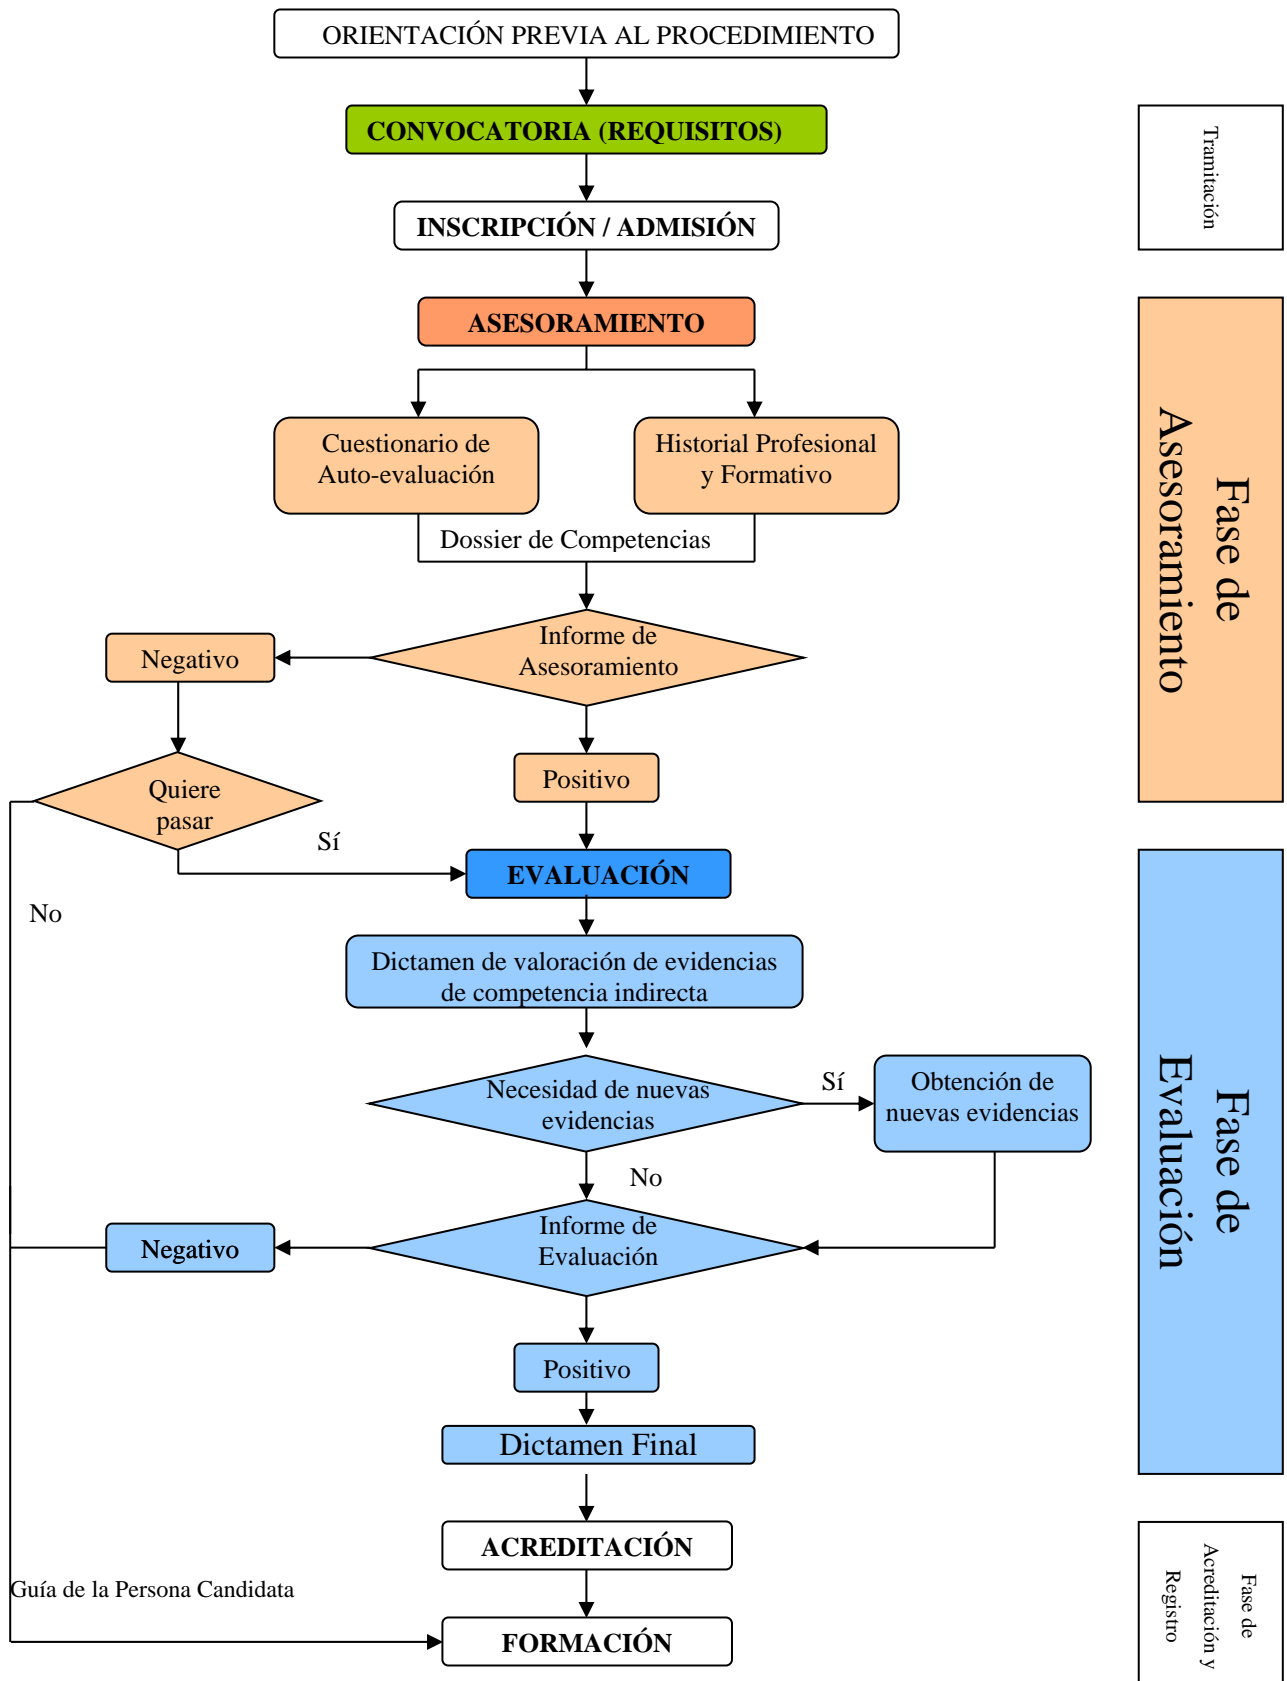 ORIENTACIÓN PREVIA AL PROCEDIMIENTO
CONVOCATORIA (REQUISITOS)
Tramitación
INSCRIPCIÓN / ADMISIÓN
ASESORAMIENTO
Cuestionario de
Auto-evaluación
Historial Profesional
y Formativo
Dossier de Competencias
Fase de
Asesoramiento
Informe de
Asesoramiento
Negativo
Quiere
pasar
Positivo
Sí
No
EVALUACIÓN
Dictamen de valoración de evidencias
de competencia indirecta
Necesidad de nuevas
evidencias
Sí
Obtención de
nuevas evidencias
No
Fase de
Evaluación
Informe de
Evaluación
Negativo
Positivo
Dictamen Final
ACREDITACIÓN
Guía de la Persona Candidata
FORMACIÓN
Fase de
Acreditación y
Registro